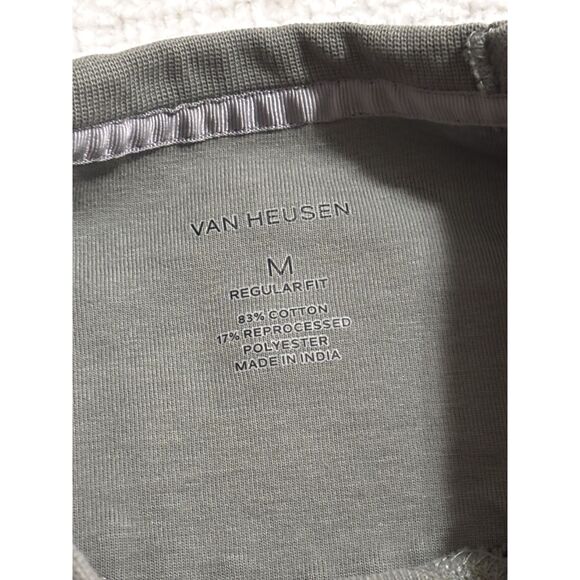 VAN HEUSEN
M
REGULAR FIT
83% COTTON
17% REPROCESSED
POLYESTER
MADE IN INDIA